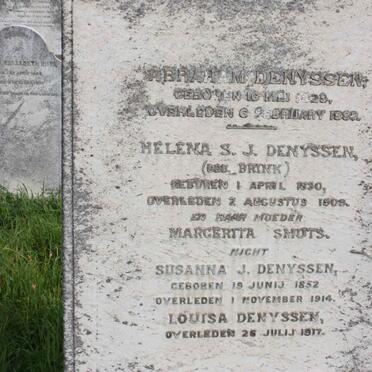 DENYSSEN,
GEBOREN 16 MEI
OVERLEDEN 6 FEBRUARY
HELENA S. J. DENYSSEN,
(GEB. BRINK)
GEBOREN 1 APRIL 1830,
OVERLEDEN 2 AUGUSTUS 1909.
EN HAAR MOEDER
MARGERITA SMUTS.
NICHT
SUSANNA J. DENYSSEN,
GEBOREN 19 JUNIJ 1852
OVERLEDEN 1 NOVEMBER 1914.
LOUISA DENYSSEN,
OVERLEDEN 26 JULIJ 1917.